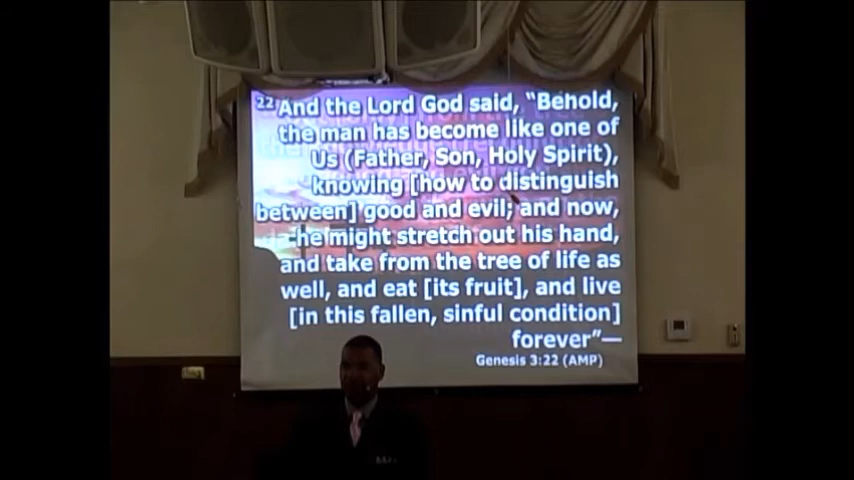 22 And the Lord God said, "Behold,
the man has become like one of
Us (Father, Son, Holy Spirit),
knowing [how to distinguish
between] good and evil; and now,
he might stretch out his hand,
and take from the tree of life as
well, and eat [its fruit], and live
[in this fallen, sinful condition]
forever"—
Genesis 3:22 (AMP)